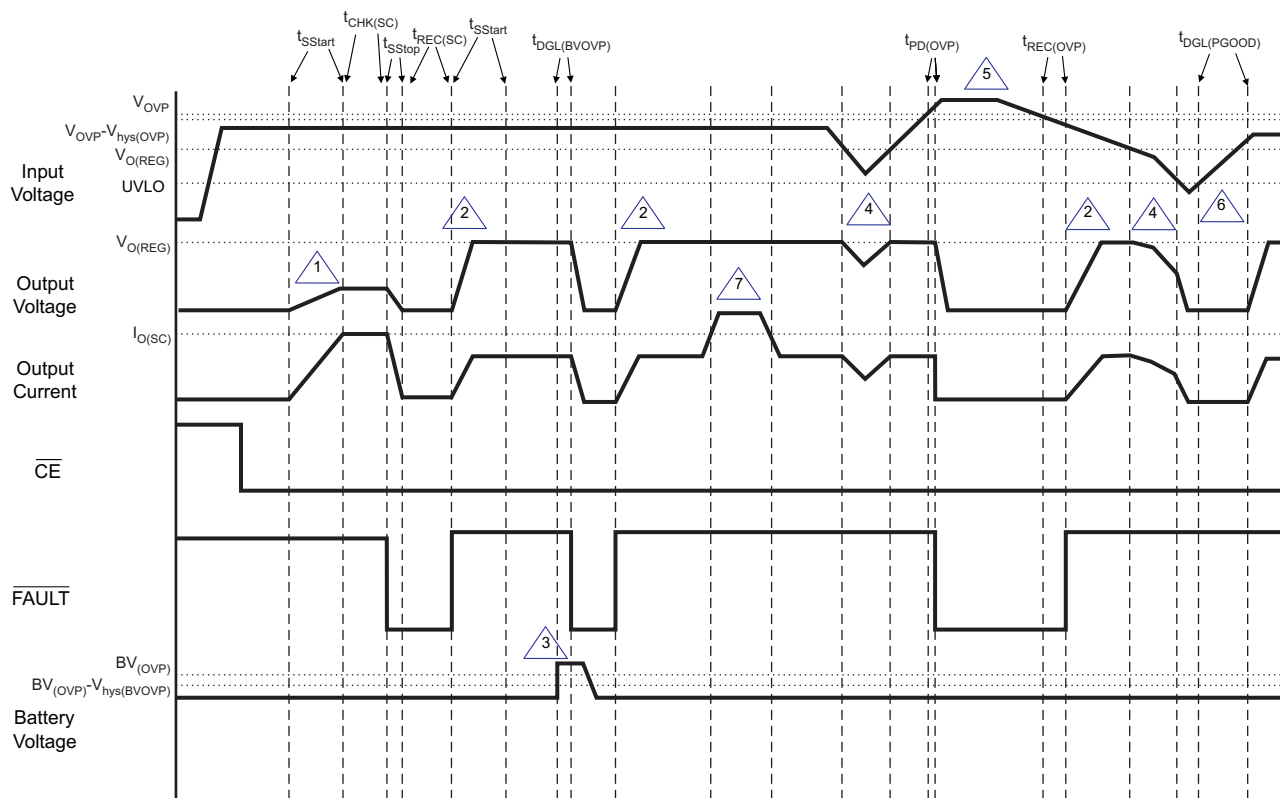 tSStart
tCHK(SC)
tSStop
tREC(SC)
tSStart
tDGL(BVOVP)
tPD(OVP)
tREC(OVP)
tDGL(PGOOD)
VOVP
VOVP-Vhys(OVP)
VO(REG)
UVLO
Input
Voltage
5
2
2
4
2
4
6
VO(REG)
Output
Voltage
1
7
IO(SC)
Output
Current
CE
FAULT
3
BV(OVP)
BV(OVP)-Vhys(BVOVP)
Battery
Voltage